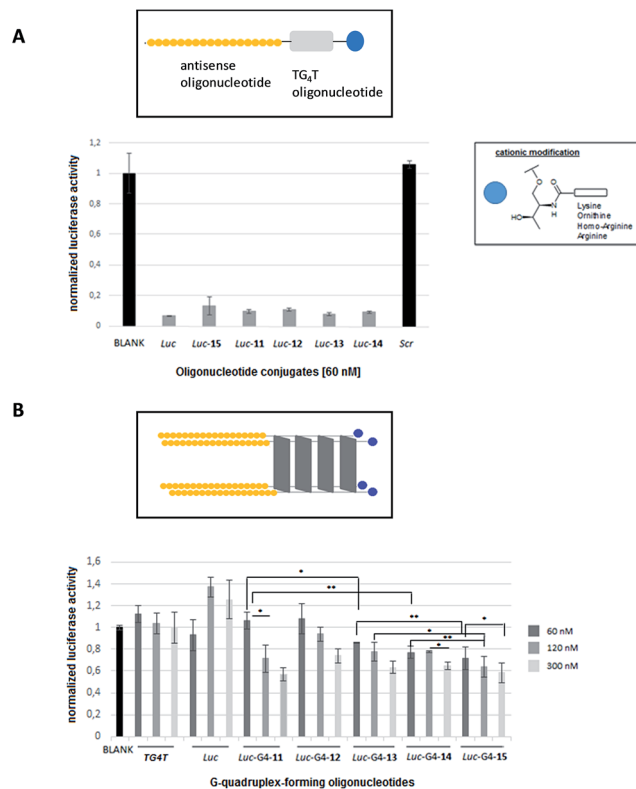 A
antisense
oligonucleotide
TG4T
oligonucleotide
normalized luciferase activity
1,2
1
0,8
0,6
0,4
0,2
0
BLANK Luc Luc-15 Luc-11 Luc-12 Luc-13 Luc-14 Scr
Oligonucleotide conjugates [60 nM]
cationic modification
O
O
N
H
HO
Lysine
Ornithine
Homo-Arginine
Arginine
B
normalized luciferase activity
1,6
1,4
1,2
1
0,8
0,6
0,4
0,2
0
*
**
*
**
*
**
*
*
60 nM
120 nM
300 nM
BLANK TG4T Luc Luc-G4-11 Luc-G4-12 Luc-G4-13 Luc-G4-14 Luc-G4-15
G-quadruplex-forming oligonucleotides